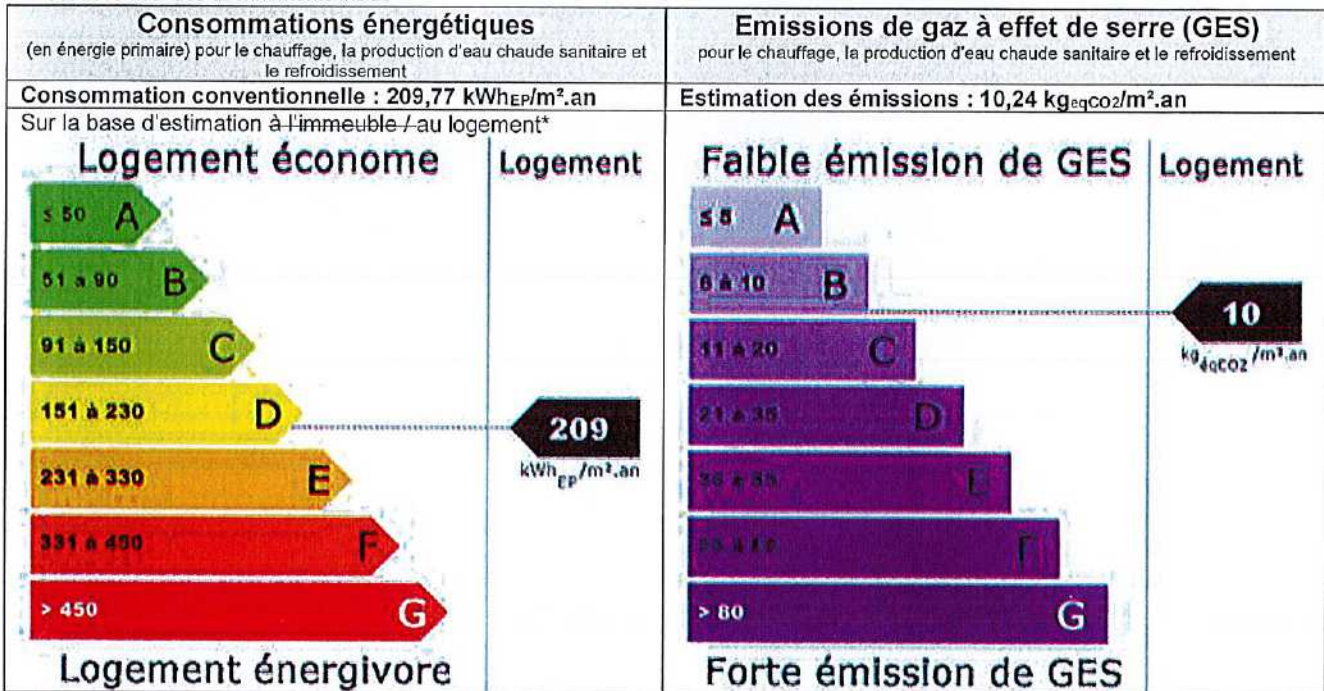 Consommations énergétiques
(en énergie primaire) pour le chauffage, la production d'eau chaude sanitaire et
le refroidissement
Consommation conventionnelle : 209,77 kWhEP/m².an
Sur la base d'estimation à l'immeuble / au logement*
Logement économe
Logement
≤ 50 A
51 à 90 B
91 à 150 C
151 à 230 D
209
kWhEP/m².an
231 à 330 E
331 à 450 F
> 450 G
Logement énergivore
Emissions de gaz à effet de serre (GES)
pour le chauffage, la production d'eau chaude sanitaire et le refroidissement
Estimation des émissions : 10,24 kgeqCO2/m².an
Faible émission de GES
Logement
≤ 5 A
6 à 10 B
10
kgéqCO2/m².an
11 à 20 C
21 à 35 D
36 à 55 E
F
> 80 G
Forte émission de GES